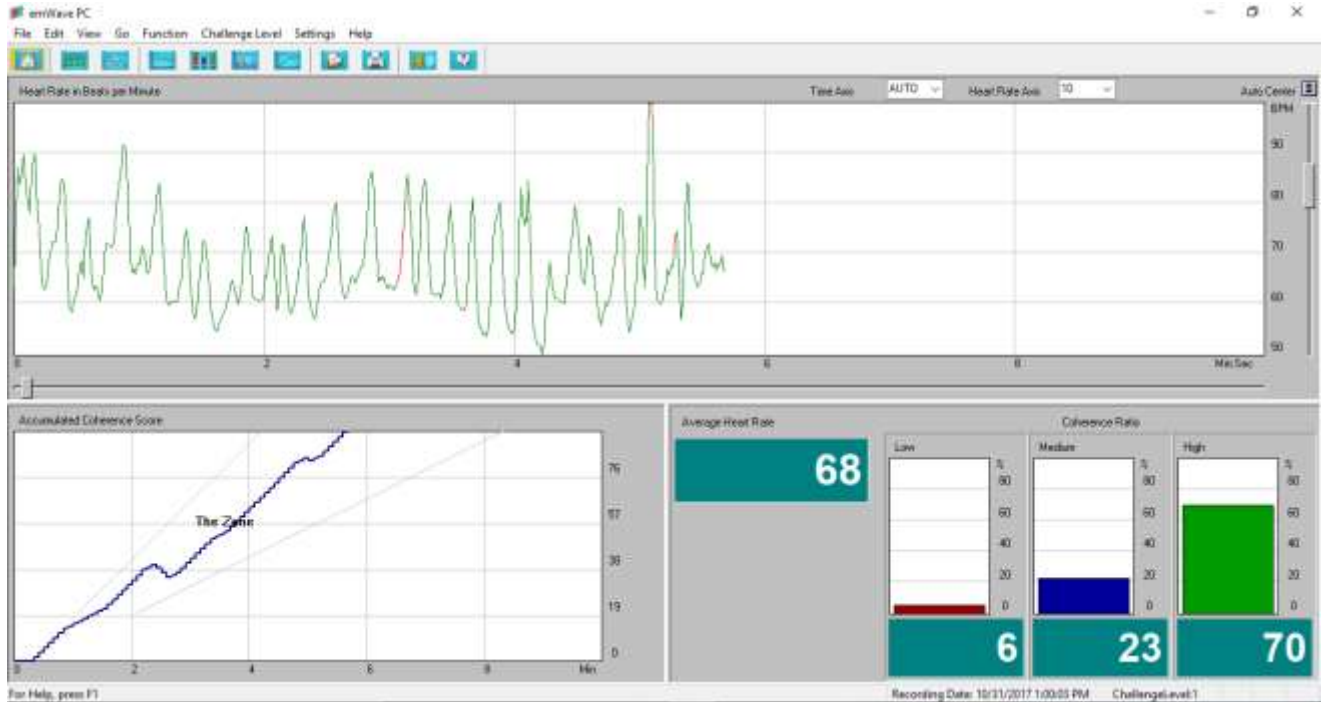 emWave PC
File Edit View Go Function Challenge Level Settings Help
Heart Rate in Beats per Minute Time Axis AUTO Heart Rate Axis 10 Auto Center
BPM
90
80
70
60
50
0 2 4 6 8 Min:Sec
Accumulated Coherence Score
76
57
38
19
0
The Zone
0 2 4 6 8 Min
Average Heart Rate
68
Coherence Ratio
Low Medium High
% % %
80 80 80
60 60 60
40 40 40
20 20 20
0 0 0
6 23 70
For Help, press F1
Recording Date: 10/31/2017 1:00:03 PM ChallengeLevel:1